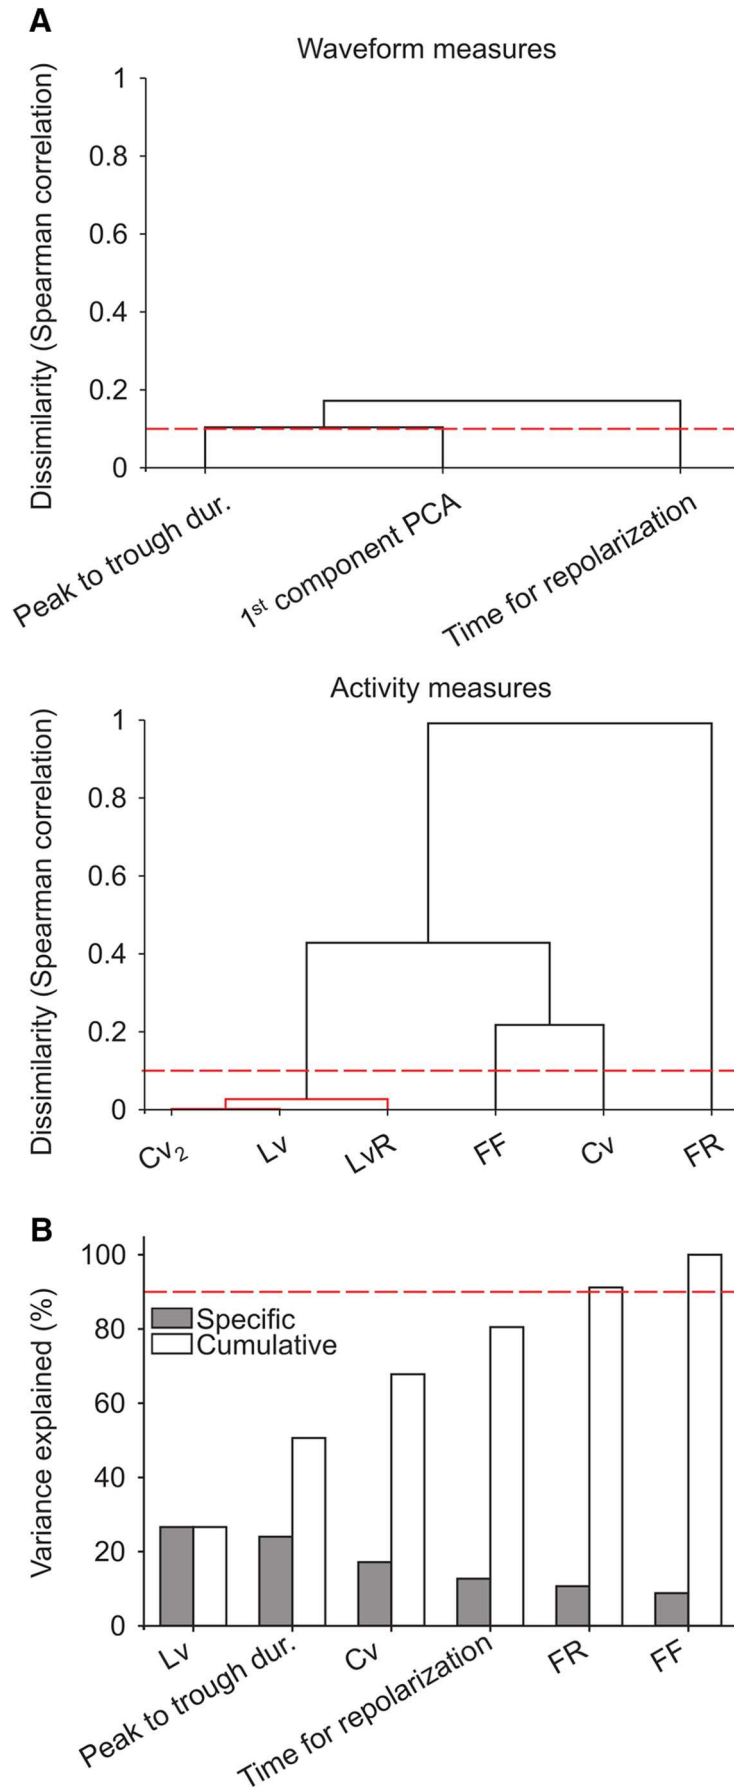 A
Waveform measures
Dissimilarity (Spearman correlation)
1
0.8
0.6
0.4
0.2
0
Peak to trough dur.
1st component PCA
Time for repolarization
Activity measures
Dissimilarity (Spearman correlation)
1
0.8
0.6
0.4
0.2
0
Cv2
Lv
LvR
FF
Cv
FR
B
Variance explained (%)
100
80
60
40
20
0
Specific
Cumulative
Lv
Peak to trough dur.
Cv
Time for repolarization
FR
FF